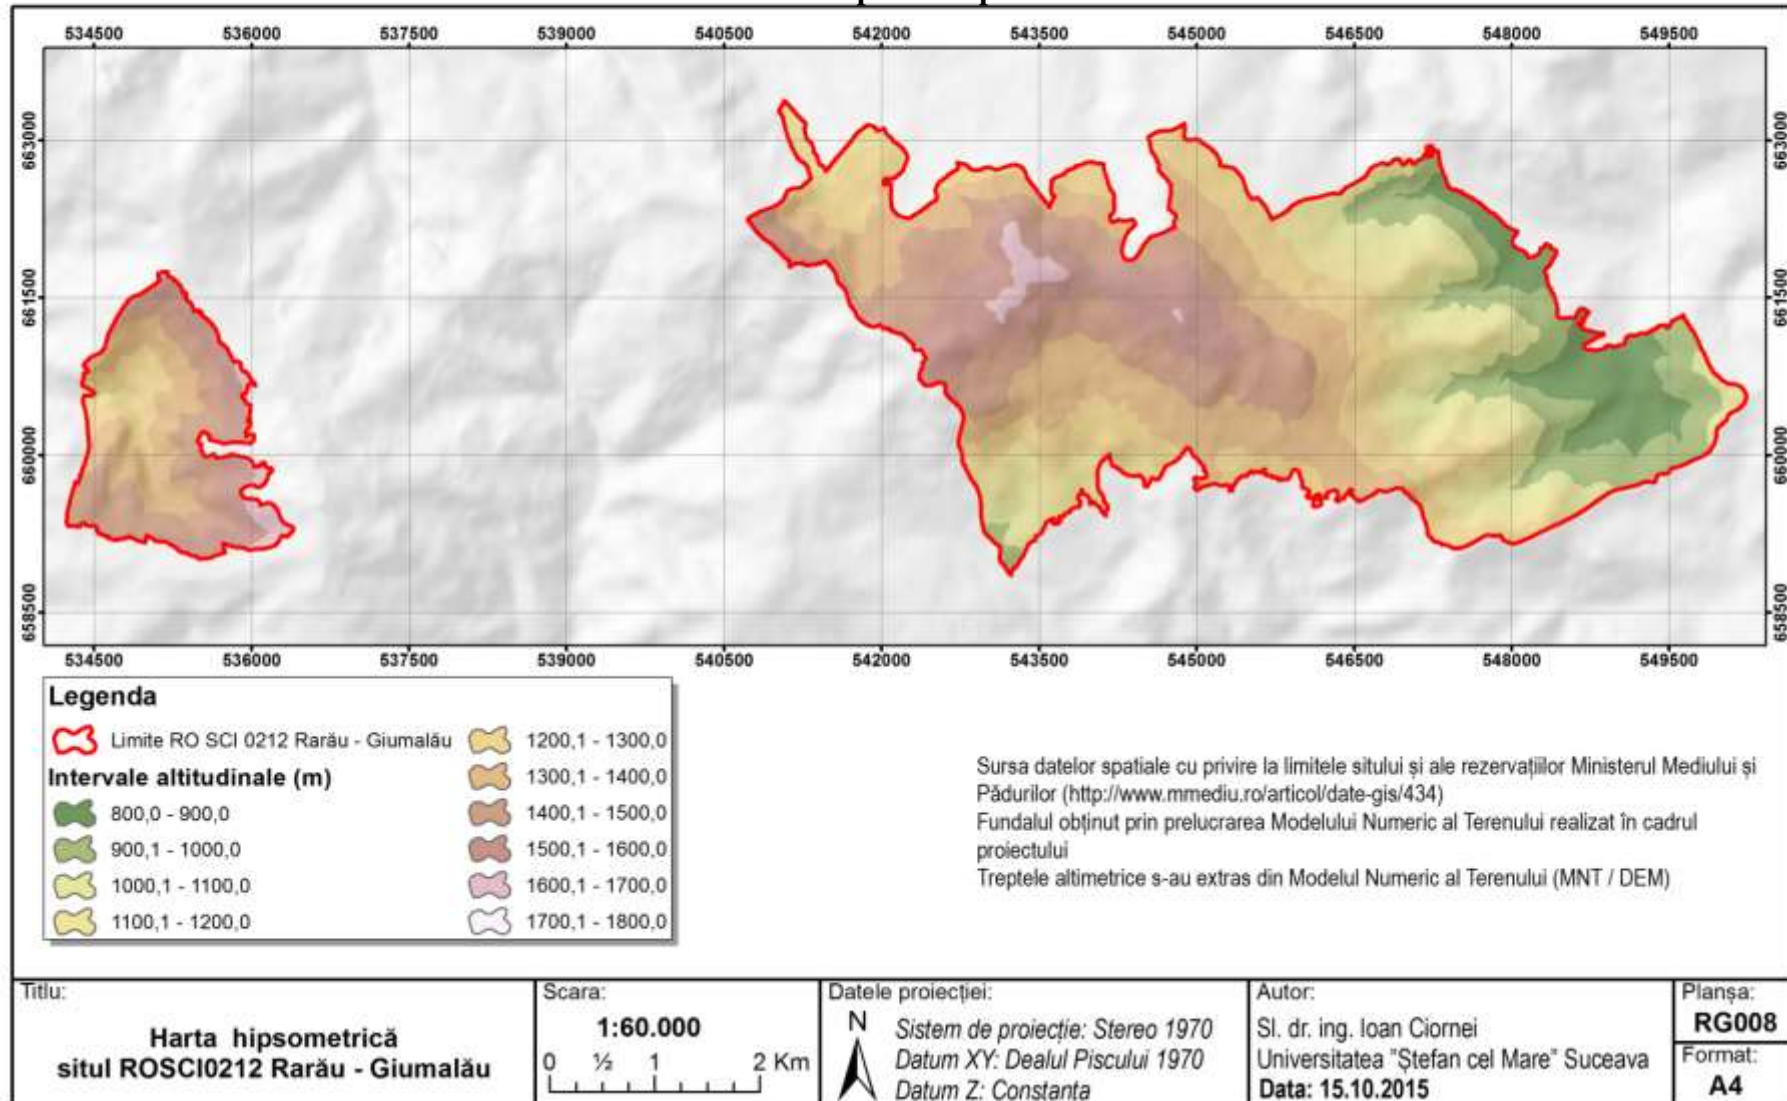 534500 536000 537500 539000 540500 542000 543500 545000 546500 548000 549500
663000 663000
661500 661500
660000 660000
658500 658500
534500 536000 537500 539000 540500 542000 543500 545000 546500 548000 549500
Legenda
Limite RO SCI 0212 Rarău - Giumalău
Intervale altitudinale (m)
800,0 - 900,0
900,1 - 1000,0
1000,1 - 1100,0
1100,1 - 1200,0
1200,1 - 1300,0
1300,1 - 1400,0
1400,1 - 1500,0
1500,1 - 1600,0
1600,1 - 1700,0
1700,1 - 1800,0
Sursa datelor spatiale cu privire la limitele sitului și ale rezervațiilor Ministerul Mediului și
Pădurilor (http://www.mmediu.ro/articol/date-gis/434)
Fundalul obținut prin prelucrarea Modelului Numeric al Terenului realizat în cadrul
proiectului
Treptele altimetrice s-au extras din Modelul Numeric al Terenului (MNT / DEM)
Titlu:
Harta hipsometrică
situl ROSCI0212 Rarău - Giumalău
Scara:
1:60.000
0 ½ 1 2 Km
Datele proiecției:
N
Sistem de proiecție: Stereo 1970
Datum XY: Dealul Piscului 1970
Datum Z: Constanța
Autor:
Sl. dr. ing. Ioan Ciornei
Universitatea "Ștefan cel Mare" Suceava
Data: 15.10.2015
Planșa:
RG008
Format:
A4